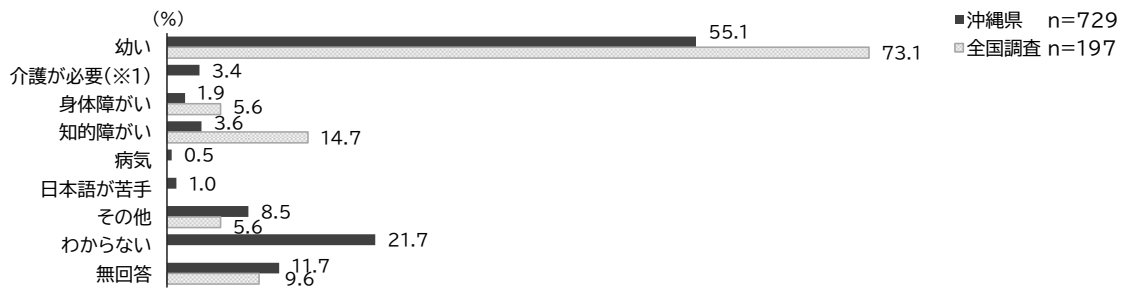 (%)
■沖縄県 n=729
全国調査 n=197
幼い 55.1
73.1
介護が必要(※1) 3.4
身体障がい 1.9
5.6
知的障がい 3.6
14.7
病気 0.5
日本語が苦手 1.0
その他 8.5
5.6
わからない 21.7
無回答 11.7
9.6